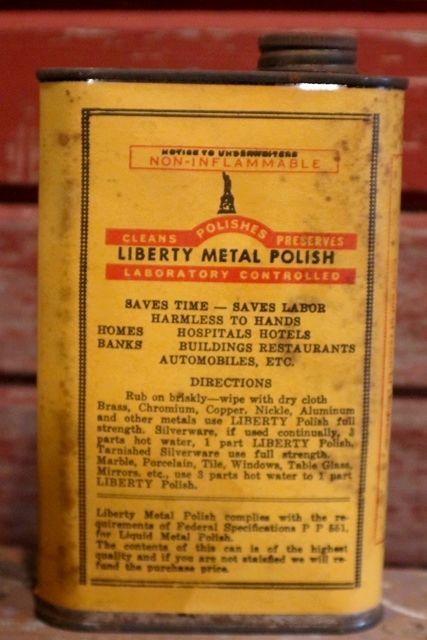 NOTICE TO UNDERWRITERS
NON-INFLAMMABLE
CLEANS POLISHES PRESERVES
LIBERTY METAL POLISH
LABORATORY CONTROLLED
SAVES TIME — SAVES LABOR
HARMLESS TO HANDS
HOMES HOSPITALS HOTELS
BANKS BUILDINGS RESTAURANTS
AUTOMOBILES, ETC.
DIRECTIONS
Rub on briskly—wipe with dry cloth
Brass, Chromium, Copper, Nickle, Aluminum
and other metals use LIBERTY Polish full
strength. Silverware, if used continually, 3
parts hot water, 1 part LIBERTY Polish,
Tarnished Silverware use full strength.
Marble, Porcelain, Tile, Windows, Table Glass,
Mirrors, etc., use 3 parts hot water to 1 part
LIBERTY Polish.
Liberty Metal Polish complies with the re-
quirements of Federal Specifications P P 551,
for Liquid Metal Polish.
The contents of this can is of the highest
quality and if you are not staisfied we will re-
fund the purchase price.